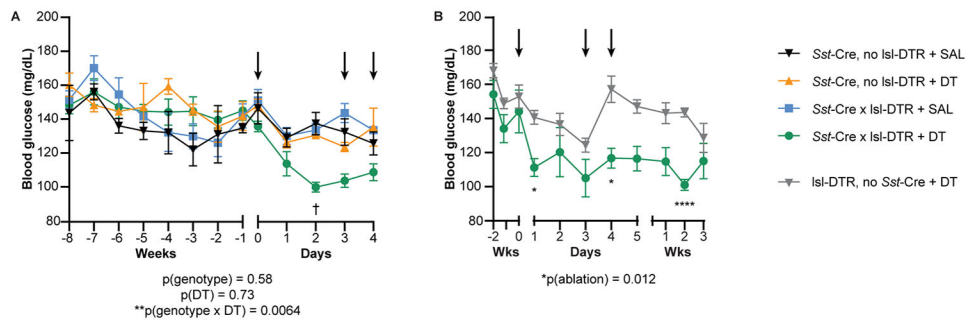 A
Blood glucose (mg/dL)
200
180
160
140
120
100
80
-8 -7 -6 -5 -4 -3 -2 -1 0 1 2 3 4
Weeks Days
†
p(genotype) = 0.58
p(DT) = 0.73
**p(genotype x DT) = 0.0064
B
Blood glucose (mg/dL)
200
180
160
140
120
100
80
-2 0 1 3 4 5 1 2 3
Wks Days Wks
* * ****
*p(ablation) = 0.012
Sst-Cre, no lsl-DTR + SAL
Sst-Cre, no lsl-DTR + DT
Sst-Cre x lsl-DTR + SAL
Sst-Cre x lsl-DTR + DT
lsl-DTR, no Sst-Cre + DT